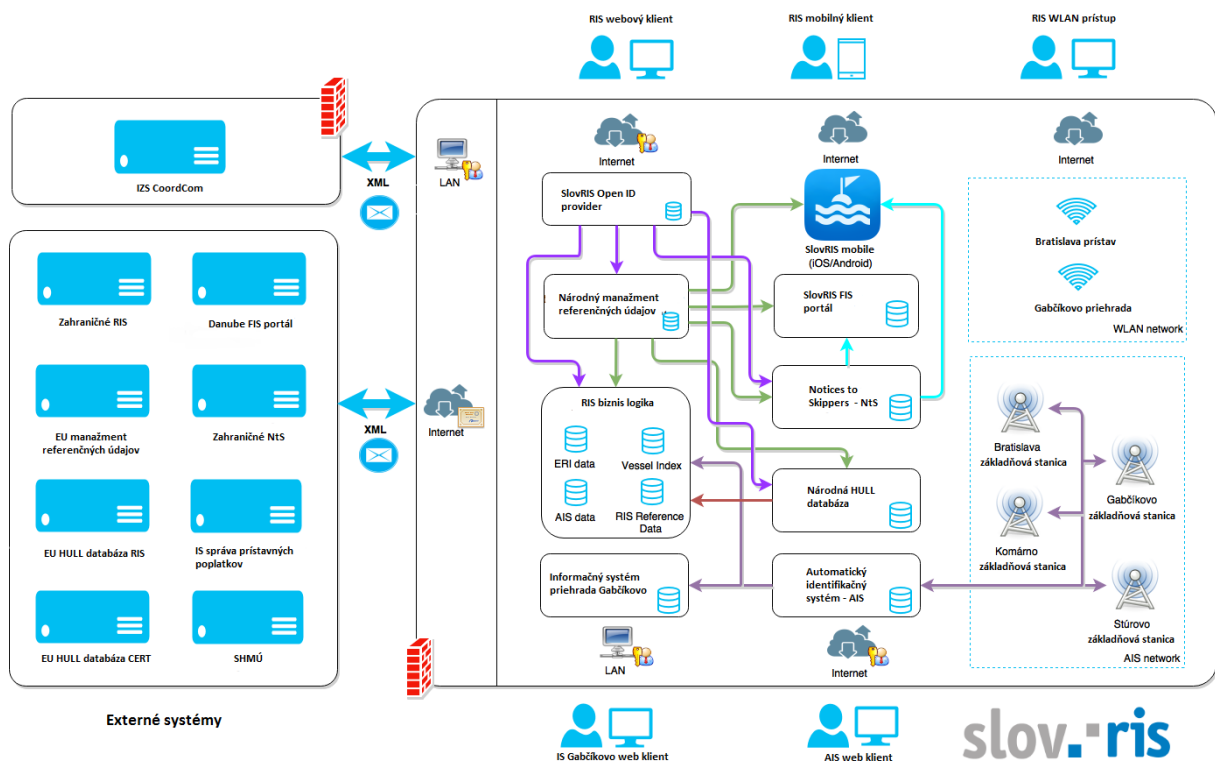 RIS webový klient
RIS mobilný klient
RIS WLAN prístup
IZS CoordCom
XML
LAN
Internet
Internet
Internet
SlovRIS Open ID
provider
SlovRIS mobile
(iOS/Android)
Bratislava prístav
Gabčíkovo priehrada
WLAN network
Zahraničné RIS
Danube FIS portál
Národný manažment
referenčných údajov
SlovRIS FIS
portál
EU manažment
referenčných údajov
Zahraničné NtS
XML
Internet
RIS biznis logika
ERI data
Vessel Index
AIS data
RIS Reference
Data
Notices to
Skippers - NtS
Bratislava
základňová stanica
Gabčíkovo
základňová stanica
Národná HULL
databáza
Komárno
základňová stanica
EU HULL databáza RIS
IS správa prístavných
poplatkov
Informačný systém
priehrada Gabčíkovo
Automatický
identifikačný
systém - AIS
Štúrovo
základňová stanica
AIS network
EU HULL databáza CERT
SHMÚ
LAN
Internet
Externé systémy
IS Gabčíkovo web klient
AIS web klient
slov ris